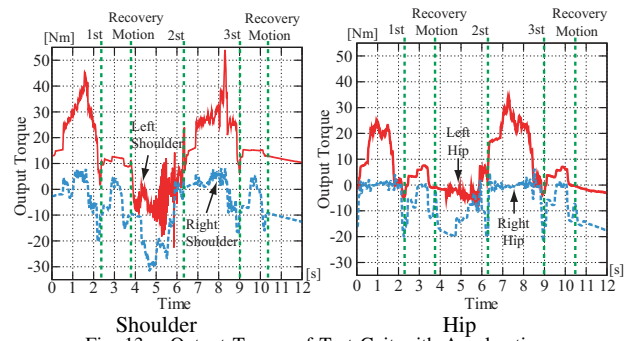 Recovery Motion
Recovery Motion
[Nm] 1st 2st 3st
50
40
30
20
10
0
-10
-20
-30
Output Torque
Left Shoulder
Right Shoulder
0 1 2 3 4 5 6 7 8 9 10 11 12
[s]
Time
Shoulder
Recovery Motion
Recovery Motion
[Nm] 1st 2st 3st
50
40
30
20
10
0
-10
-20
-30
Output Torque
Left Hip
Right Hip
0 1 2 3 4 5 6 7 8 9 10 11 12
[s]
Time
Hip